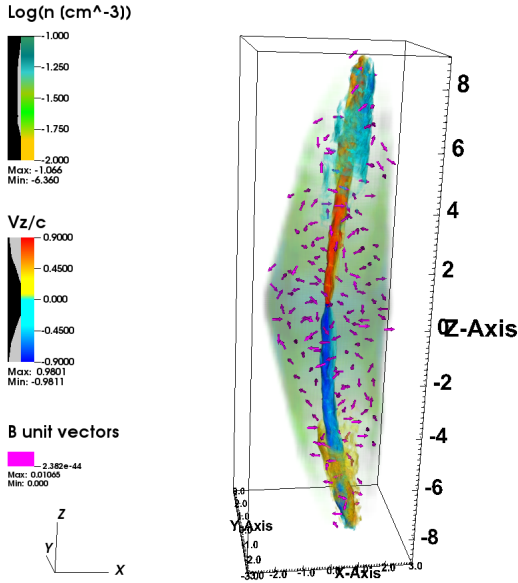 Log(n (cm^-3))
-1.000
-1.250
-1.500
-1.750
-2.000
Max: -1.066
Min: -6.360
Vz/c
0.9000
0.4500
0.000
-0.4500
-0.9000
Max: 0.9801
Min: -0.9811
B unit vectors
2.382e-44
Max: 0.01065
Min: 0.000
Z
Y
X
8
6
4
2
0
Z-Axis
-2
-4
-6
-8
Y-Axis
X-Axis
3.0